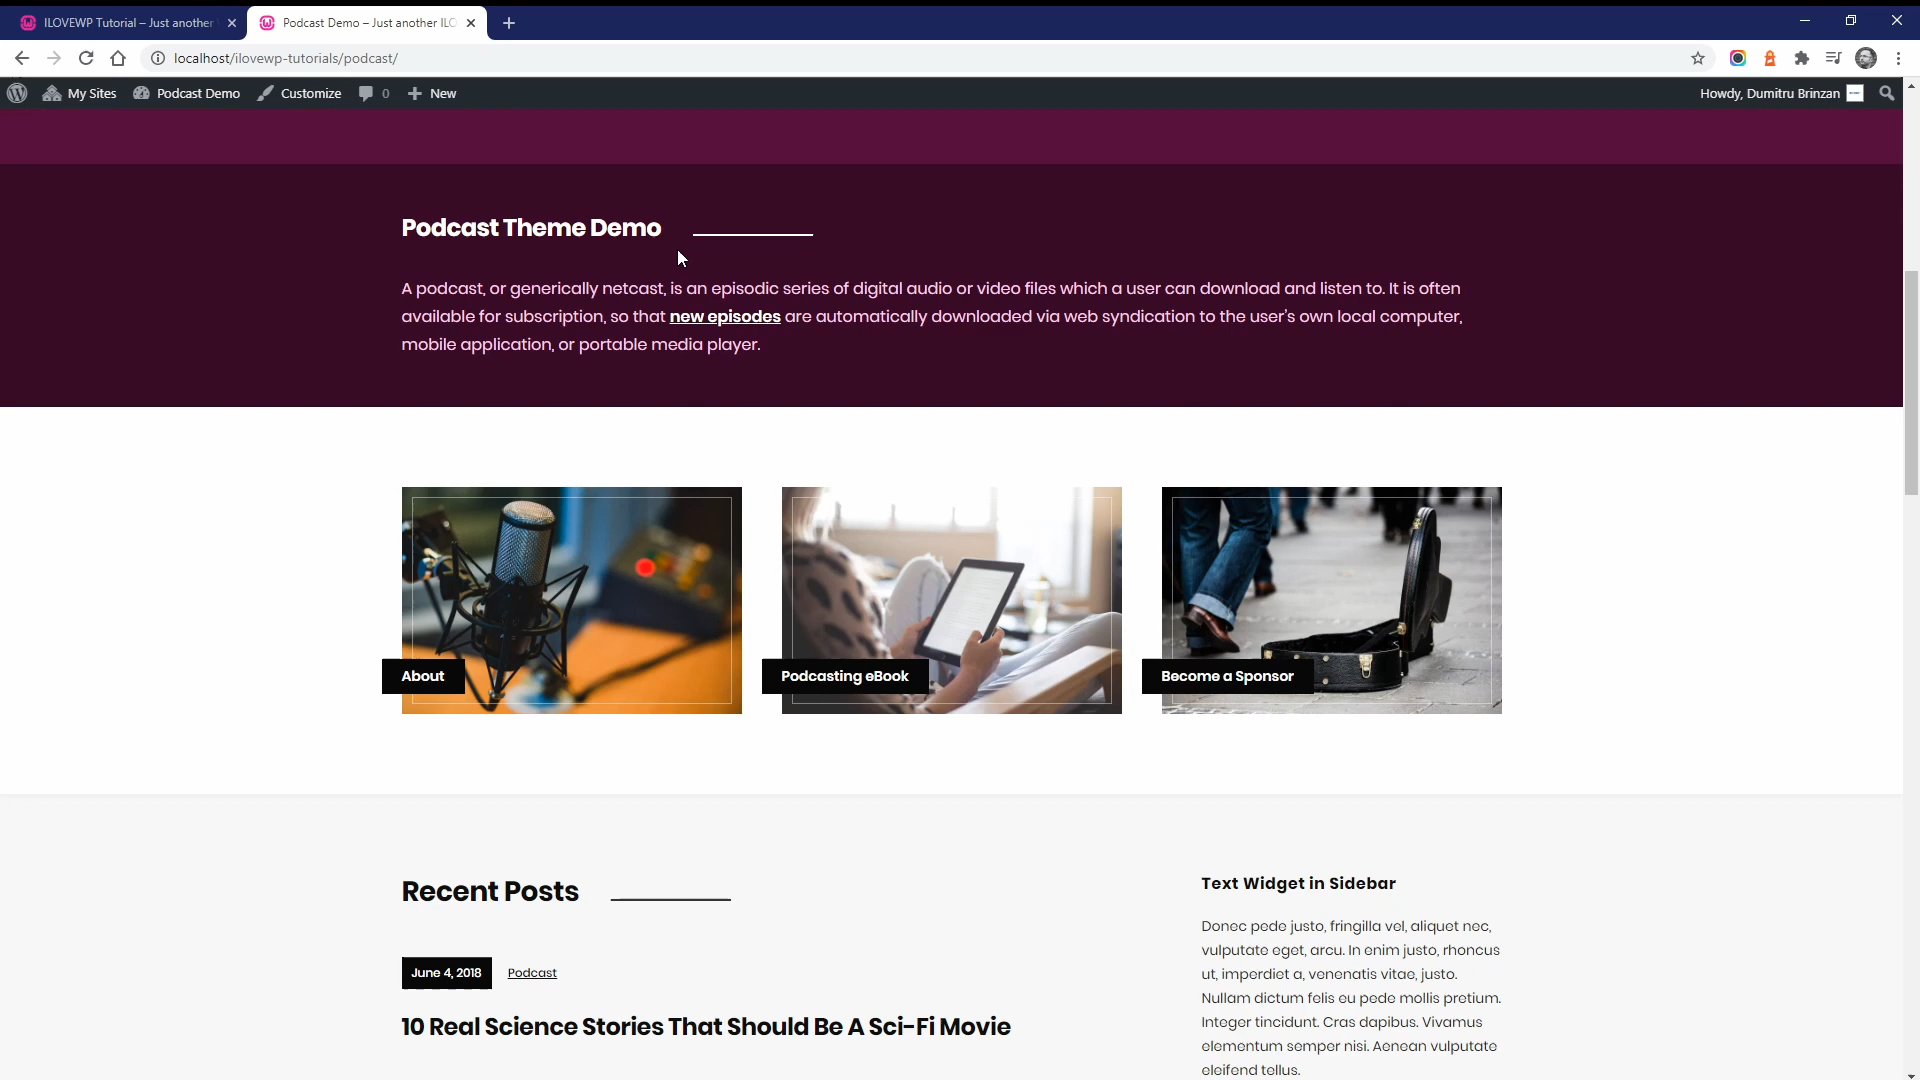 ILOVEWP Tutorial – Just another
Podcast Demo – Just another ILO
localhost/ilovewp-tutorials/podcast/
My Sites
Podcast Demo
Customize
0
New
Howdy, Dumitru Brinzan
Podcast Theme Demo
A podcast, or generically netcast, is an episodic series of digital audio or video files which a user can download and listen to. It is often
available for subscription, so that new episodes are automatically downloaded via web syndication to the user's own local computer,
mobile application, or portable media player.
About
Podcasting eBook
Become a Sponsor
Recent Posts
June 4, 2018
Podcast
10 Real Science Stories That Should Be A Sci-Fi Movie
Text Widget in Sidebar
Donec pede justo, fringilla vel, aliquet nec,
vulputate eget, arcu. In enim justo, rhoncus
ut, imperdiet a, venenatis vitae, justo.
Nullam dictum felis eu pede mollis pretium.
Integer tincidunt. Cras dapibus. Vivamus
elementum semper nisi. Aenean vulputate
eleifend tellus.